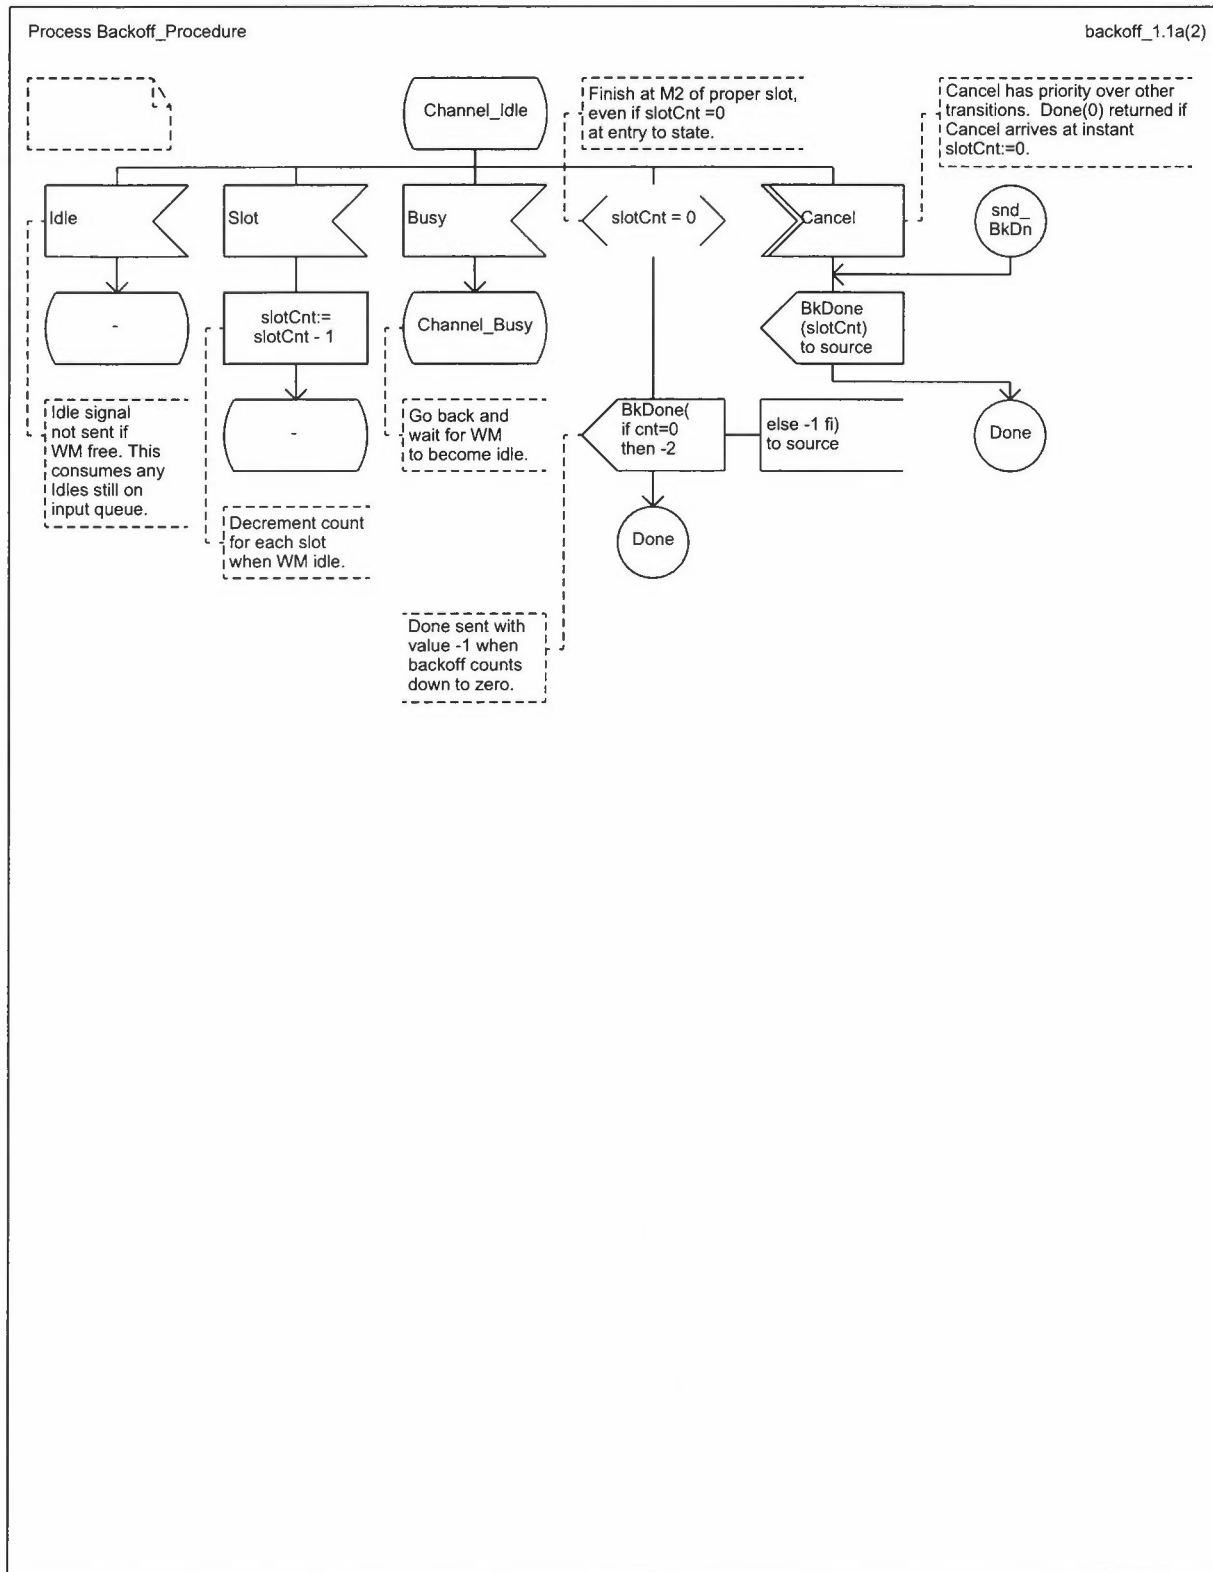 Process Backoff_Procedure
backoff_1.1a(2)
Channel_Idle
Finish at M2 of proper slot,
even if slotCnt =0
at entry to state.
Cancel has priority over other
transitions. Done(0) returned if
Cancel arrives at instant
slotCnt:=0.
Idle
Slot
Busy
slotCnt = 0
Cancel
snd_
BkDn
-
slotCnt:=
slotCnt - 1
Channel_Busy
BkDone
(slotCnt)
to source
Idle signal
not sent if
WM free. This
consumes any
Idles still on
input queue.
-
Go back and
wait for WM
to become idle.
BkDone(
if cnt=0
then -2
else -1 fi)
to source
Done
Decrement count
for each slot
when WM idle.
Done
Done sent with
value -1 when
backoff counts
down to zero.